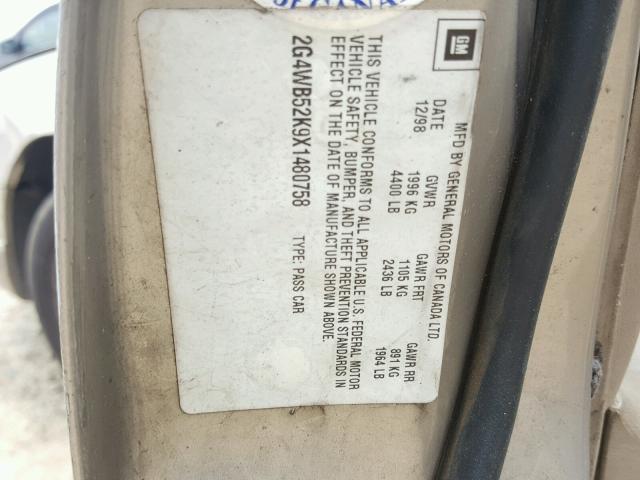 GM
MFD BY GENERAL MOTORS OF CANADA LTD.
DATE GVWR GAWR FRT GAWR RR
12/98 1996 KG 1105 KG 891 KG
4400 LB 2436 LB 1964 LB
THIS VEHICLE CONFORMS TO ALL APPLICABLE U.S. FEDERAL MOTOR
VEHICLE SAFETY, BUMPER, AND THEFT PREVENTION STANDARDS IN
EFFECT ON THE DATE OF MANUFACTURE SHOWN ABOVE.
2G4WB52K9X1480758 TYPE: PASS CAR